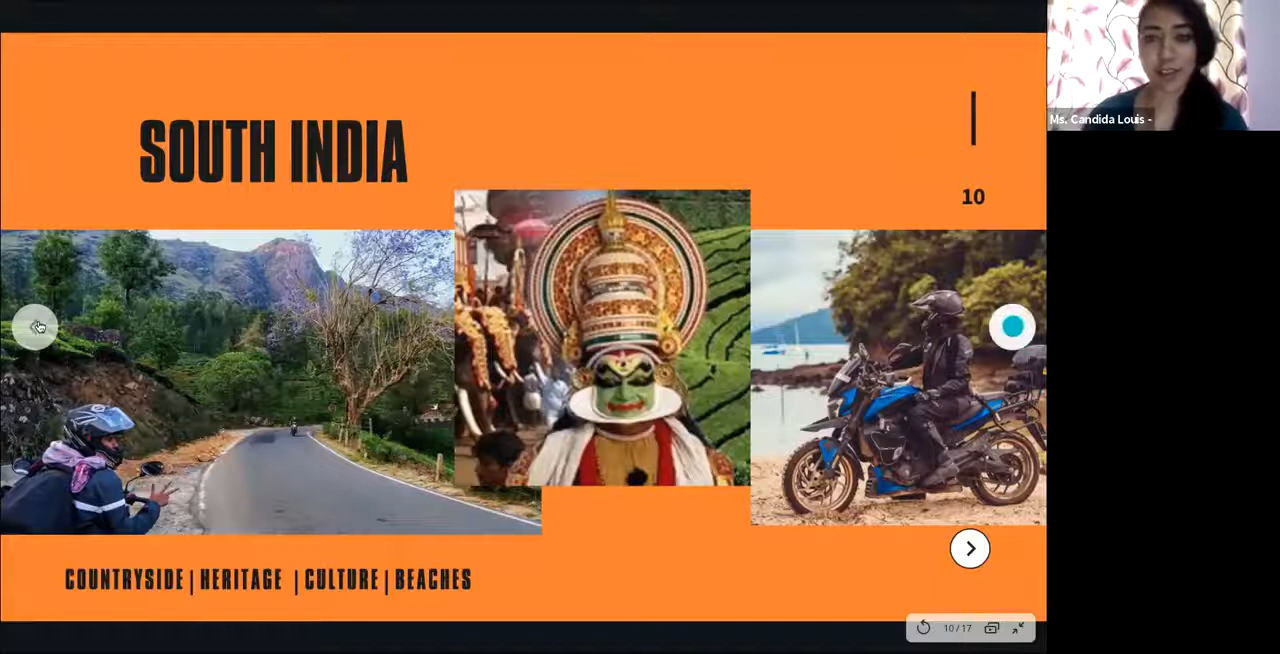 SOUTH INDIA
10
COUNTRYSIDE | HERITAGE | CULTURE | BEACHES
10 / 17
Ms. Candida Louis -